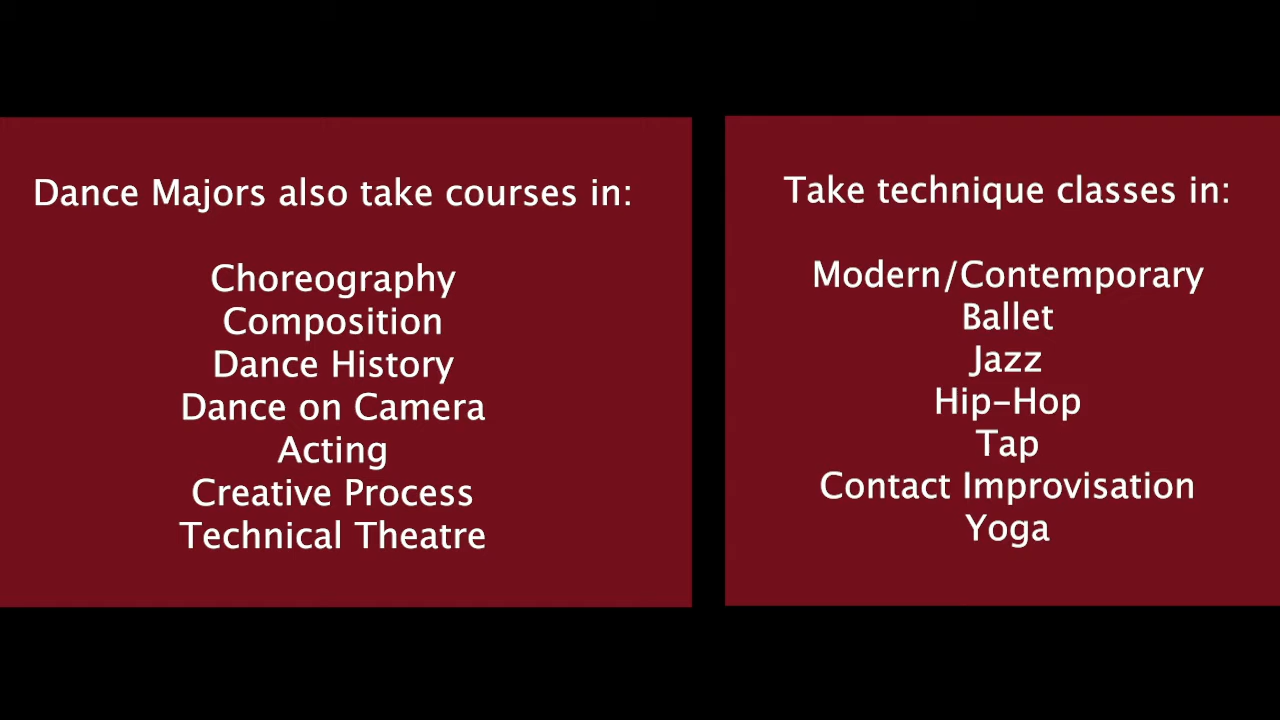 Dance Majors also take courses in:
Choreography
Composition
Dance History
Dance on Camera
Acting
Creative Process
Technical Theatre
Take technique classes in:
Modern/Contemporary
Ballet
Jazz
Hip-Hop
Tap
Contact Improvisation
Yoga